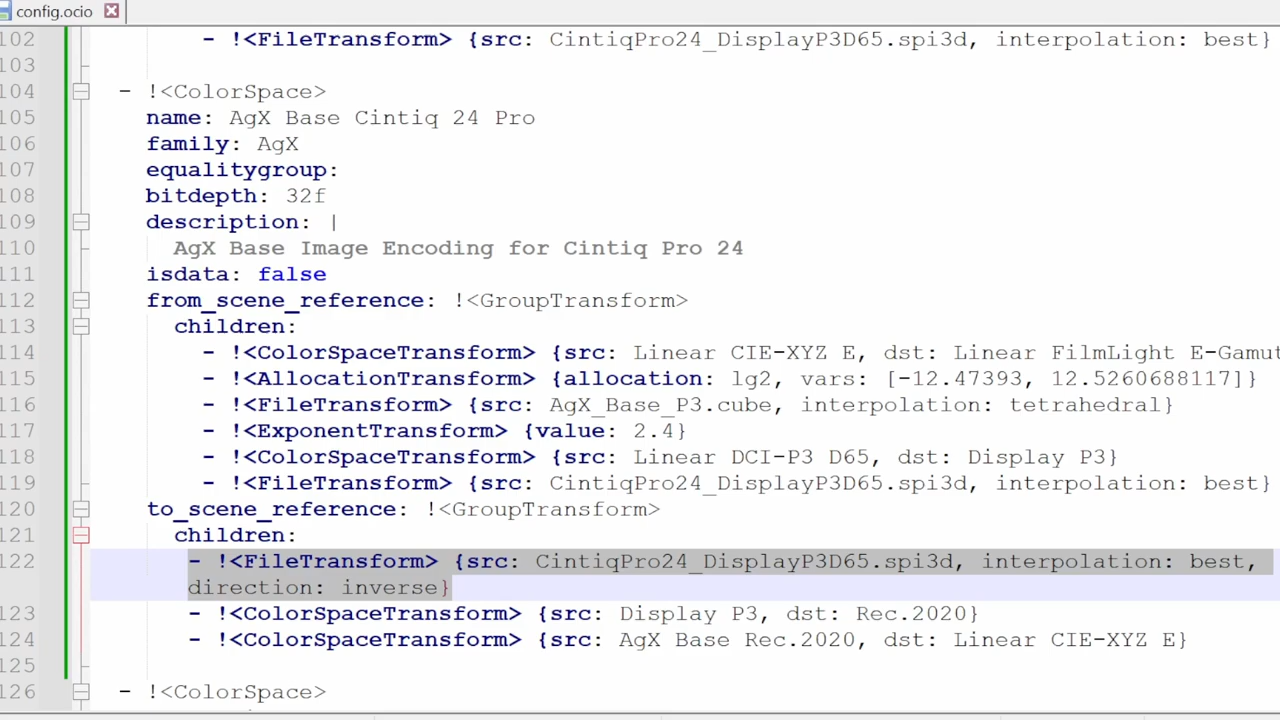 config.ocio
102 - !<FileTransform> {src: CintiqPro24_DisplayP3D65.spi3d, interpolation: best}
103
104 - !<ColorSpace>
105 name: AgX Base Cintiq 24 Pro
106 family: AgX
107 equalitygroup:
108 bitdepth: 32f
109 description: |
110 AgX Base Image Encoding for Cintiq Pro 24
111 isdata: false
112 from_scene_reference: !<GroupTransform>
113 children:
114 - !<ColorSpaceTransform> {src: Linear CIE-XYZ E, dst: Linear FilmLight E-Gamut
115 - !<AllocationTransform> {allocation: lg2, vars: [-12.47393, 12.5260688117]}
116 - !<FileTransform> {src: AgX_Base_P3.cube, interpolation: tetrahedral}
117 - !<ExponentTransform> {value: 2.4}
118 - !<ColorSpaceTransform> {src: Linear DCI-P3 D65, dst: Display P3}
119 - !<FileTransform> {src: CintiqPro24_DisplayP3D65.spi3d, interpolation: best}
120 to_scene_reference: !<GroupTransform>
121 children:
122 - !<FileTransform> {src: CintiqPro24_DisplayP3D65.spi3d, interpolation: best,
direction: inverse}
123 - !<ColorSpaceTransform> {src: Display P3, dst: Rec.2020}
124 - !<ColorSpaceTransform> {src: AgX Base Rec.2020, dst: Linear CIE-XYZ E}
125
126 - !<ColorSpace>